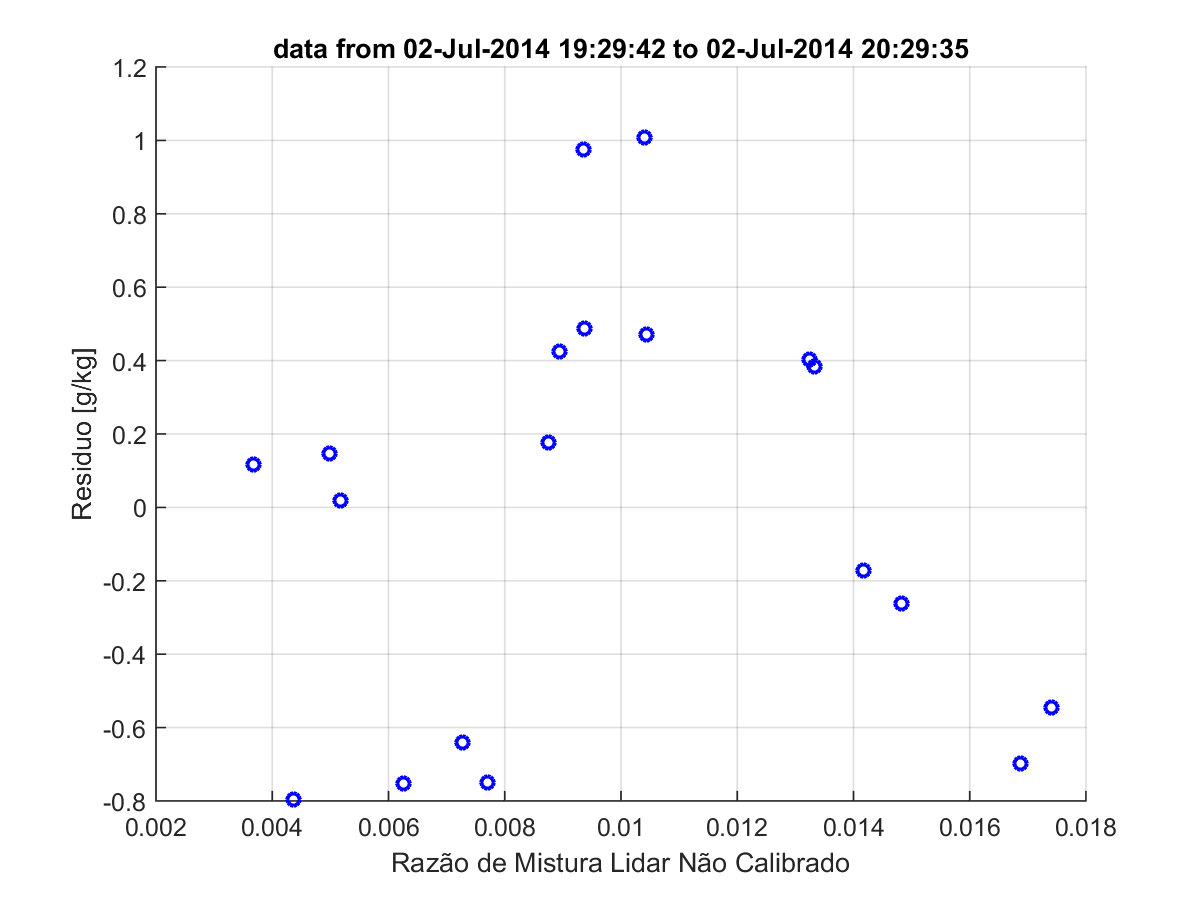 data from 02-Jul-2014 19:29:42 to 02-Jul-2014 20:29:35
1.2
1
0.8
0.6
0.4
0.2
0
-0.2
-0.4
-0.6
-0.8
Residuo [g/kg]
0.002 0.004 0.006 0.008 0.01 0.012 0.014 0.016 0.018
Razão de Mistura Lidar Não Calibrado